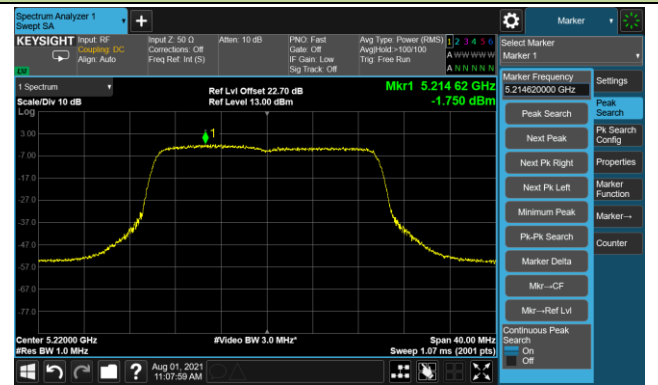 Spectrum Analyzer 1
Swept SA
Marker
KEYSIGHT
Input: RF
Coupling: DC
Align: Auto
Input Z: 50 Ω
Corrections: Off
Freq Ref: Int (S)
Atten: 10 dB
PNO: Fast
Gate: Off
IF Gain: Low
Sig Track: Off
Avg Type: Power (RMS)
Avg|Hold:>100/100
Trig: Free Run
1 2 3 4 5 6
A W W W W W
A N N N N N
LXI
Select Marker
Marker 1
1 Spectrum
Scale/Div 10 dB
Log
Ref Lvl Offset 22.70 dB
Ref Level 13.00 dBm
Mkr1 5.214 62 GHz
-1.750 dBm
1
3.00
-7.00
-17.0
-27.0
-37.0
-47.0
-57.0
-67.0
-77.0
Center 5.22000 GHz
#Res BW 1.0 MHz
#Video BW 3.0 MHz*
Span 40.00 MHz
Sweep 1.07 ms (2001 pts)
Marker Frequency
5.214620000 GHz
Peak Search
Next Peak
Next Pk Right
Next Pk Left
Minimum Peak
Pk-Pk Search
Marker Delta
Mkr→CF
Mkr→Ref Lvl
Continuous Peak
Search
On
Off
Settings
Peak
Search
Pk Search
Config
Properties
Marker
Function
Marker→
Counter
?
Aug 01, 2021
11:07:59 AM